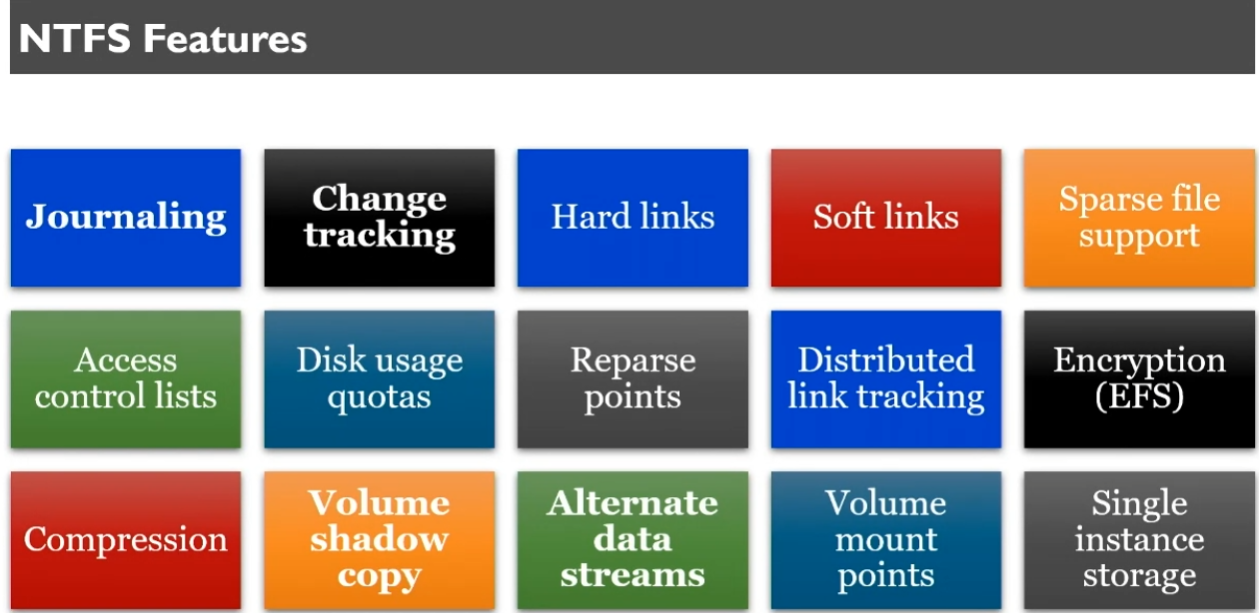 NTFS Features
Journaling
Change
tracking
Hard links
Soft links
Sparse file
support
Access
control lists
Disk usage
quotas
Reparse
points
Distributed
link tracking
Encryption
(EFS)
Compression
Volume
shadow
copy
Alternate
data
streams
Volume
mount
points
Single
instance
storage